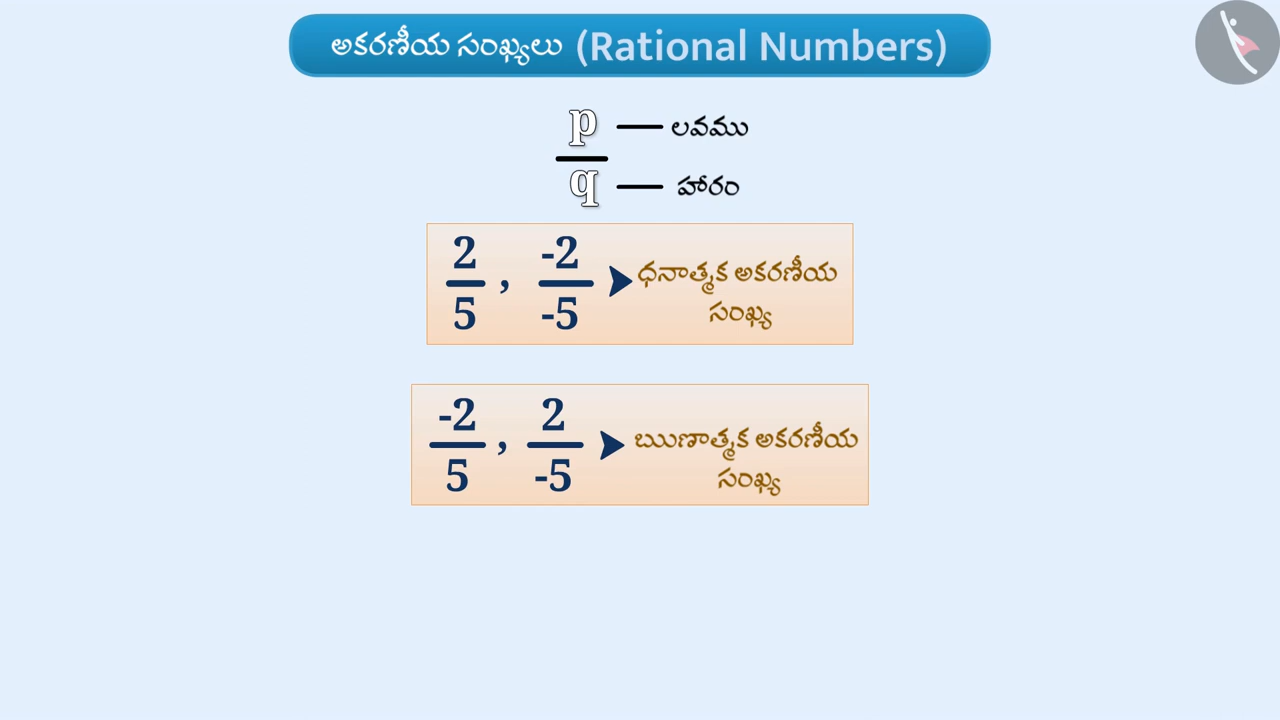 అకరణీయ సంఖ్యలు (Rational Numbers)
p — లవము
q — హారం
2/5 , -2/-5 ➤ ధనాత్మక అకరణీయ
సంఖ్య
-2/5 , 2/-5 ➤ ఋణాత్మక అకరణీయ
సంఖ్య